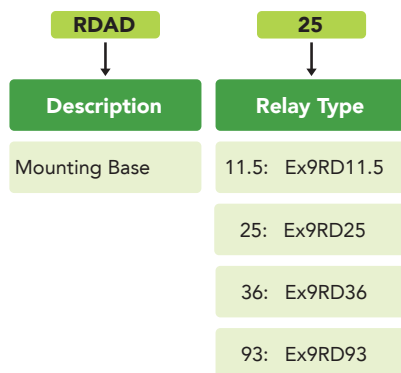 RDAD 25
Description Relay Type
Mounting Base 11.5: Ex9RD11.5
25: Ex9RD25
36: Ex9RD36
93: Ex9RD93